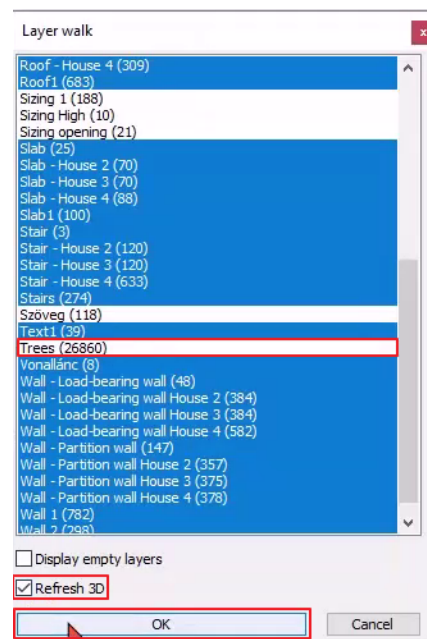 Layer walk
x
Roof - House 4 (309)
Roof1 (683)
Sizing 1 (188)
Sizing High (10)
Sizing opening (21)
Slab (25)
Slab - House 2 (70)
Slab - House 3 (70)
Slab - House 4 (88)
Slab1 (100)
Stair (3)
Stair - House 2 (120)
Stair - House 3 (120)
Stair - House 4 (633)
Stairs (274)
Szöveg (118)
Text1 (39)
Trees (26860)
Vonallánc (8)
Wall - Load-bearing wall (48)
Wall - Load-bearing wall House 2 (384)
Wall - Load-bearing wall House 3 (384)
Wall - Load-bearing wall House 4 (582)
Wall - Partition wall (147)
Wall - Partition wall House 2 (357)
Wall - Partition wall House 3 (375)
Wall - Partition wall House 4 (378)
Wall 1 (782)
Wall 2 (298)
Display empty layers
Refresh 3D
OK
Cancel